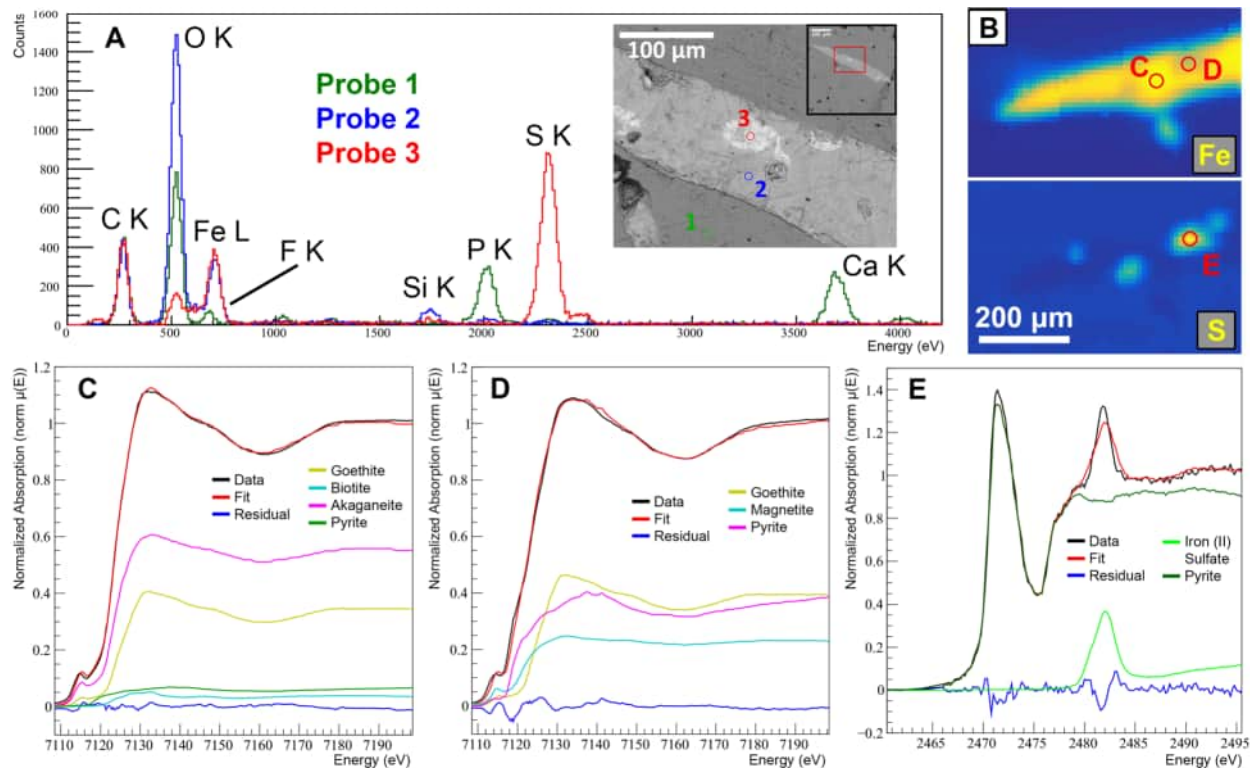 A
Counts
1600
1400
1200
1000
800
600
400
200
0
O K
C K
Fe L
F K
Si K
P K
S K
Ca K
Probe 1
Probe 2
Probe 3
100 µm
3
2
1
0 500 1000 1500 2000 2500 3000 3500 4000
Energy (eV)
B
C
D
Fe
E
200 µm
S
C
Normalized Absorption (norm µ(E))
1.2
1
0.8
0.6
0.4
0.2
0
Data
Fit
Residual
Goethite
Biotite
Akaganeite
Pyrite
7110 7120 7130 7140 7150 7160 7170 7180 7190
Energy (eV)
D
Normalized Absorption (norm µ(E))
1.2
1
0.8
0.6
0.4
0.2
0
Data
Fit
Residual
Goethite
Magnetite
Pyrite
7110 7120 7130 7140 7150 7160 7170 7180 7190
Energy (eV)
E
Normalized Absorption (norm µ(E))
1.4
1.2
1.0
0.8
0.6
0.4
0.2
0
−0.2
Data
Fit
Residual
Iron (II)
Sulfate
Pyrite
2465 2470 2475 2480 2485 2490 2495
Energy (eV)